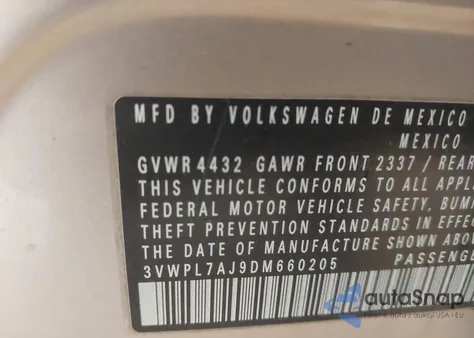 MFD BY VOLKSWAGEN DE MEXICO
MEXICO
GVWR 4432 GAWR FRONT 2337 / REAR
THIS VEHICLE CONFORMS TO ALL APPL
FEDERAL MOTOR VEHICLE SAFETY, BUM
THEFT PREVENTION STANDARDS IN EFFE
THE DATE OF MANUFACTURE SHOWN ABO
3VWPL7AJ9DM660205 PASSENG
autoSnap